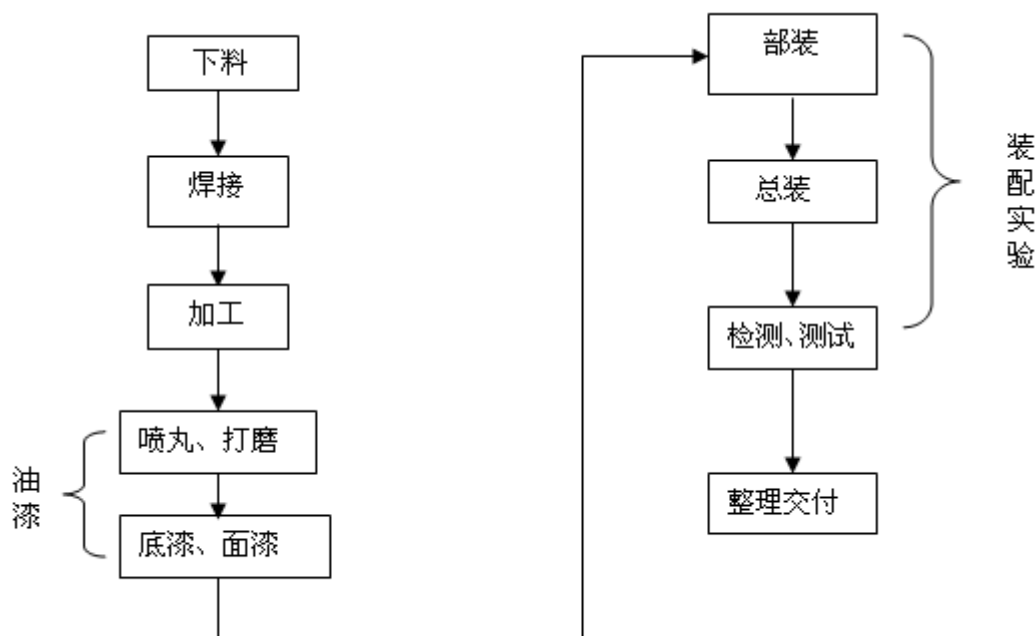 下料
焊接
加工
喷丸、打磨
底漆、面漆
油漆
部装
总装
检测、测试
整理交付
装配实验